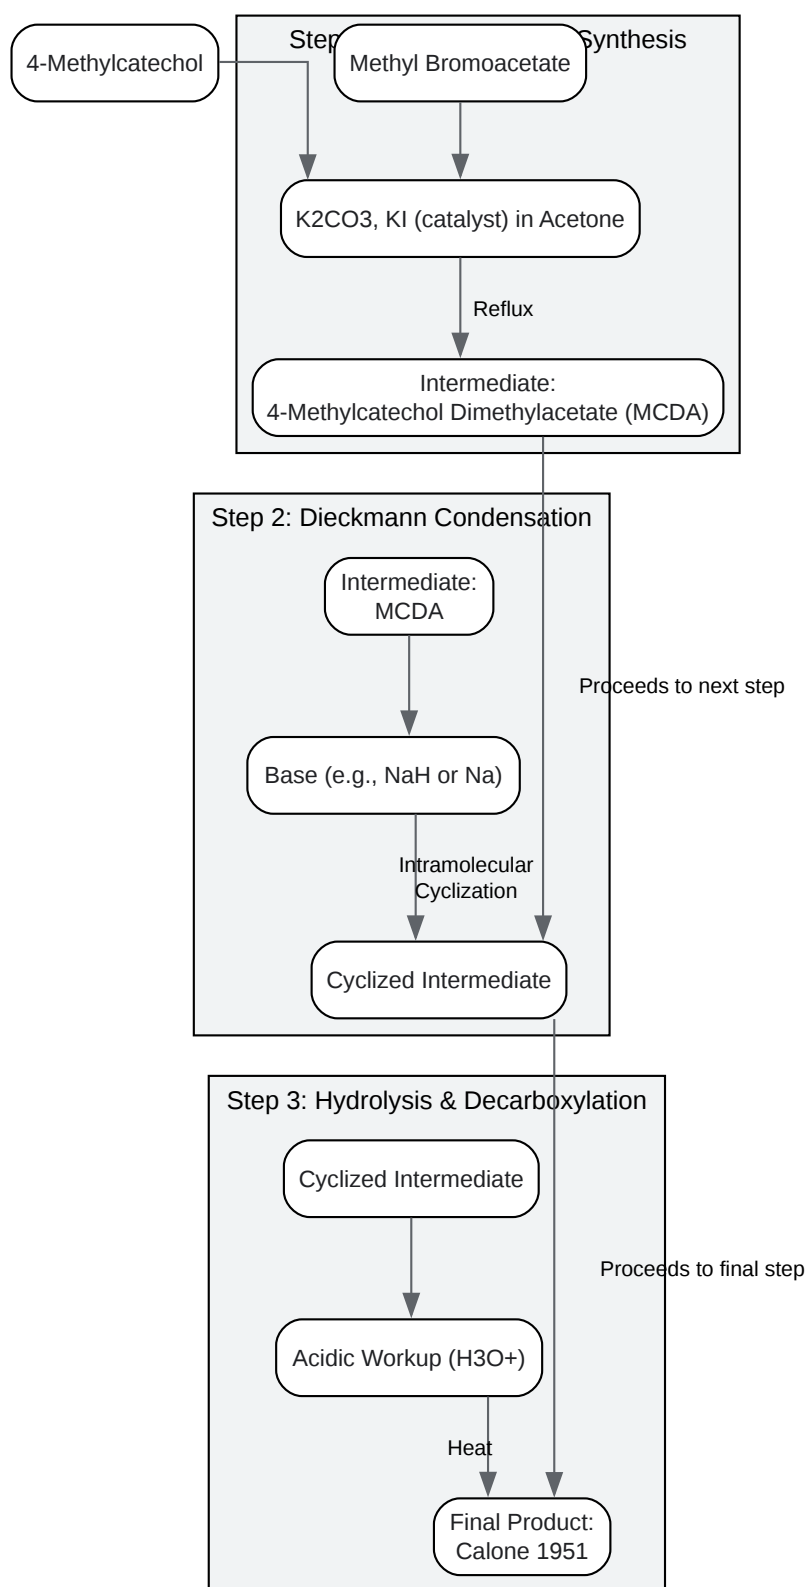 Step
Synthesis
4-Methylcatechol
Methyl Bromoacetate
K2CO3, KI (catalyst) in Acetone
Reflux
Intermediate:
4-Methylcatechol Dimethylacetate (MCDA)
Step 2: Dieckmann Condensation
Intermediate:
MCDA
Proceeds to next step
Base (e.g., NaH or Na)
Intramolecular
Cyclization
Cyclized Intermediate
Step 3: Hydrolysis & Decarboxylation
Cyclized Intermediate
Proceeds to final step
Acidic Workup (H3O+)
Heat
Final Product:
Calone 1951